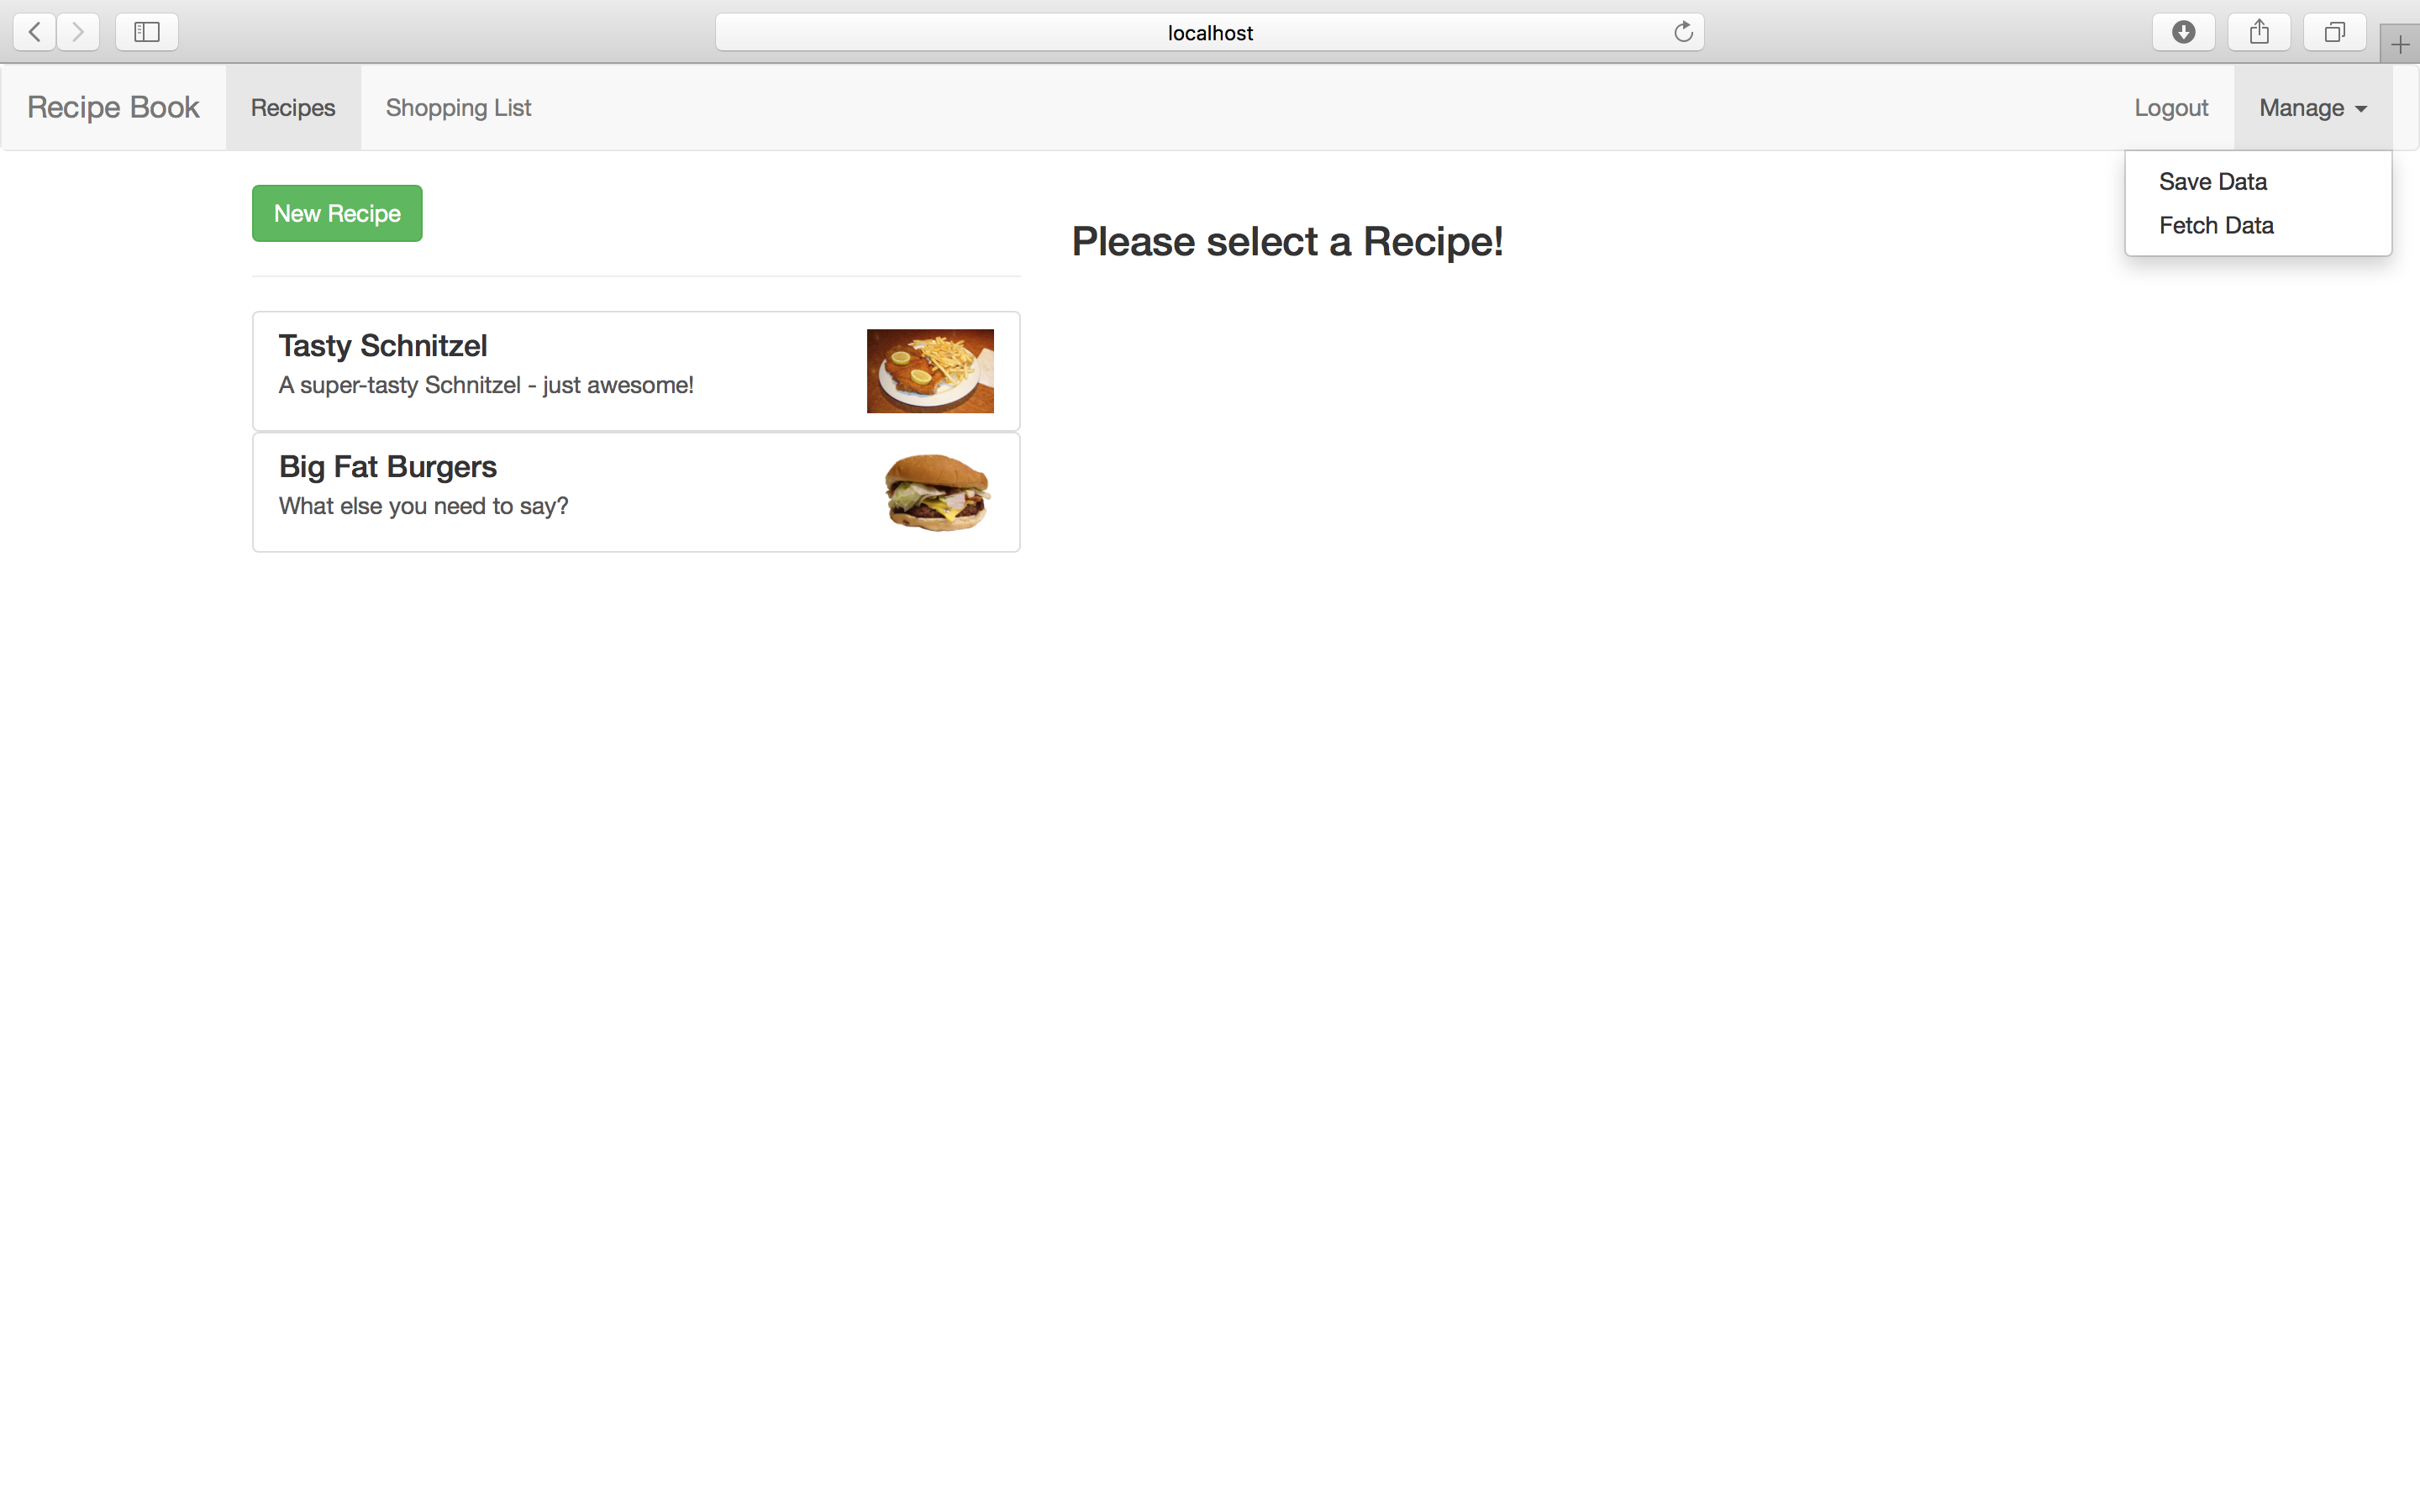 localhost
Recipe Book Recipes Shopping List Logout Manage
Save Data
Fetch Data
New Recipe
Please select a Recipe!
Tasty Schnitzel
A super-tasty Schnitzel - just awesome!
Big Fat Burgers
What else you need to say?